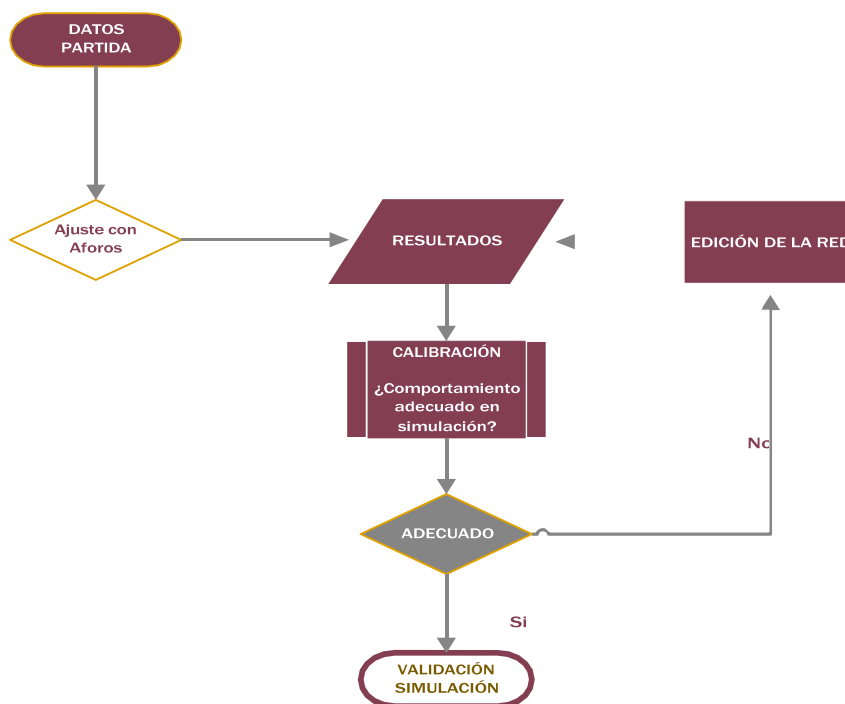 DATOS
PARTIDA
Ajuste con
Aforos
RESULTADOS
EDICIÓN DE LA RED
CALIBRACIÓN
¿Comportamiento
adecuado en
simulación?
No
ADECUADO
Si
VALIDACIÓN
SIMULACIÓN